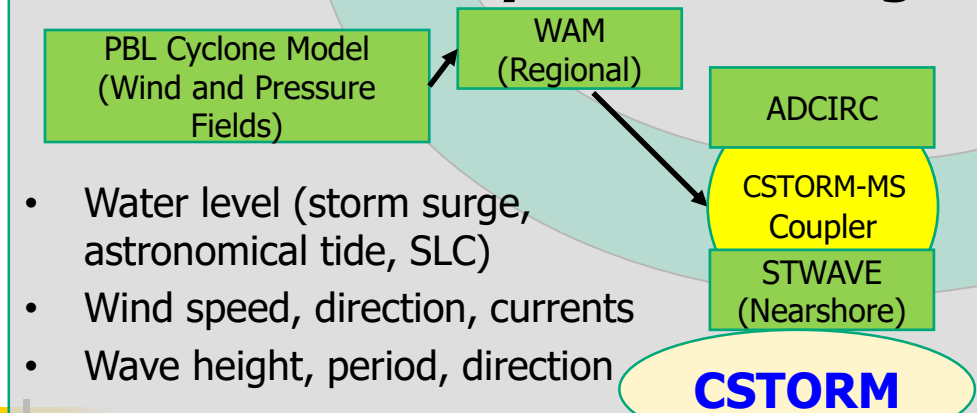 PBL Cyclone Model
(Wind and Pressure
Fields)
WAM
(Regional)
ADCIRC
CSTORM-MS
Coupler
STWAVE
(Nearshore)
• Water level (storm surge,
astronomical tide, SLC)
• Wind speed, direction, currents
• Wave height, period, direction
CSTORM